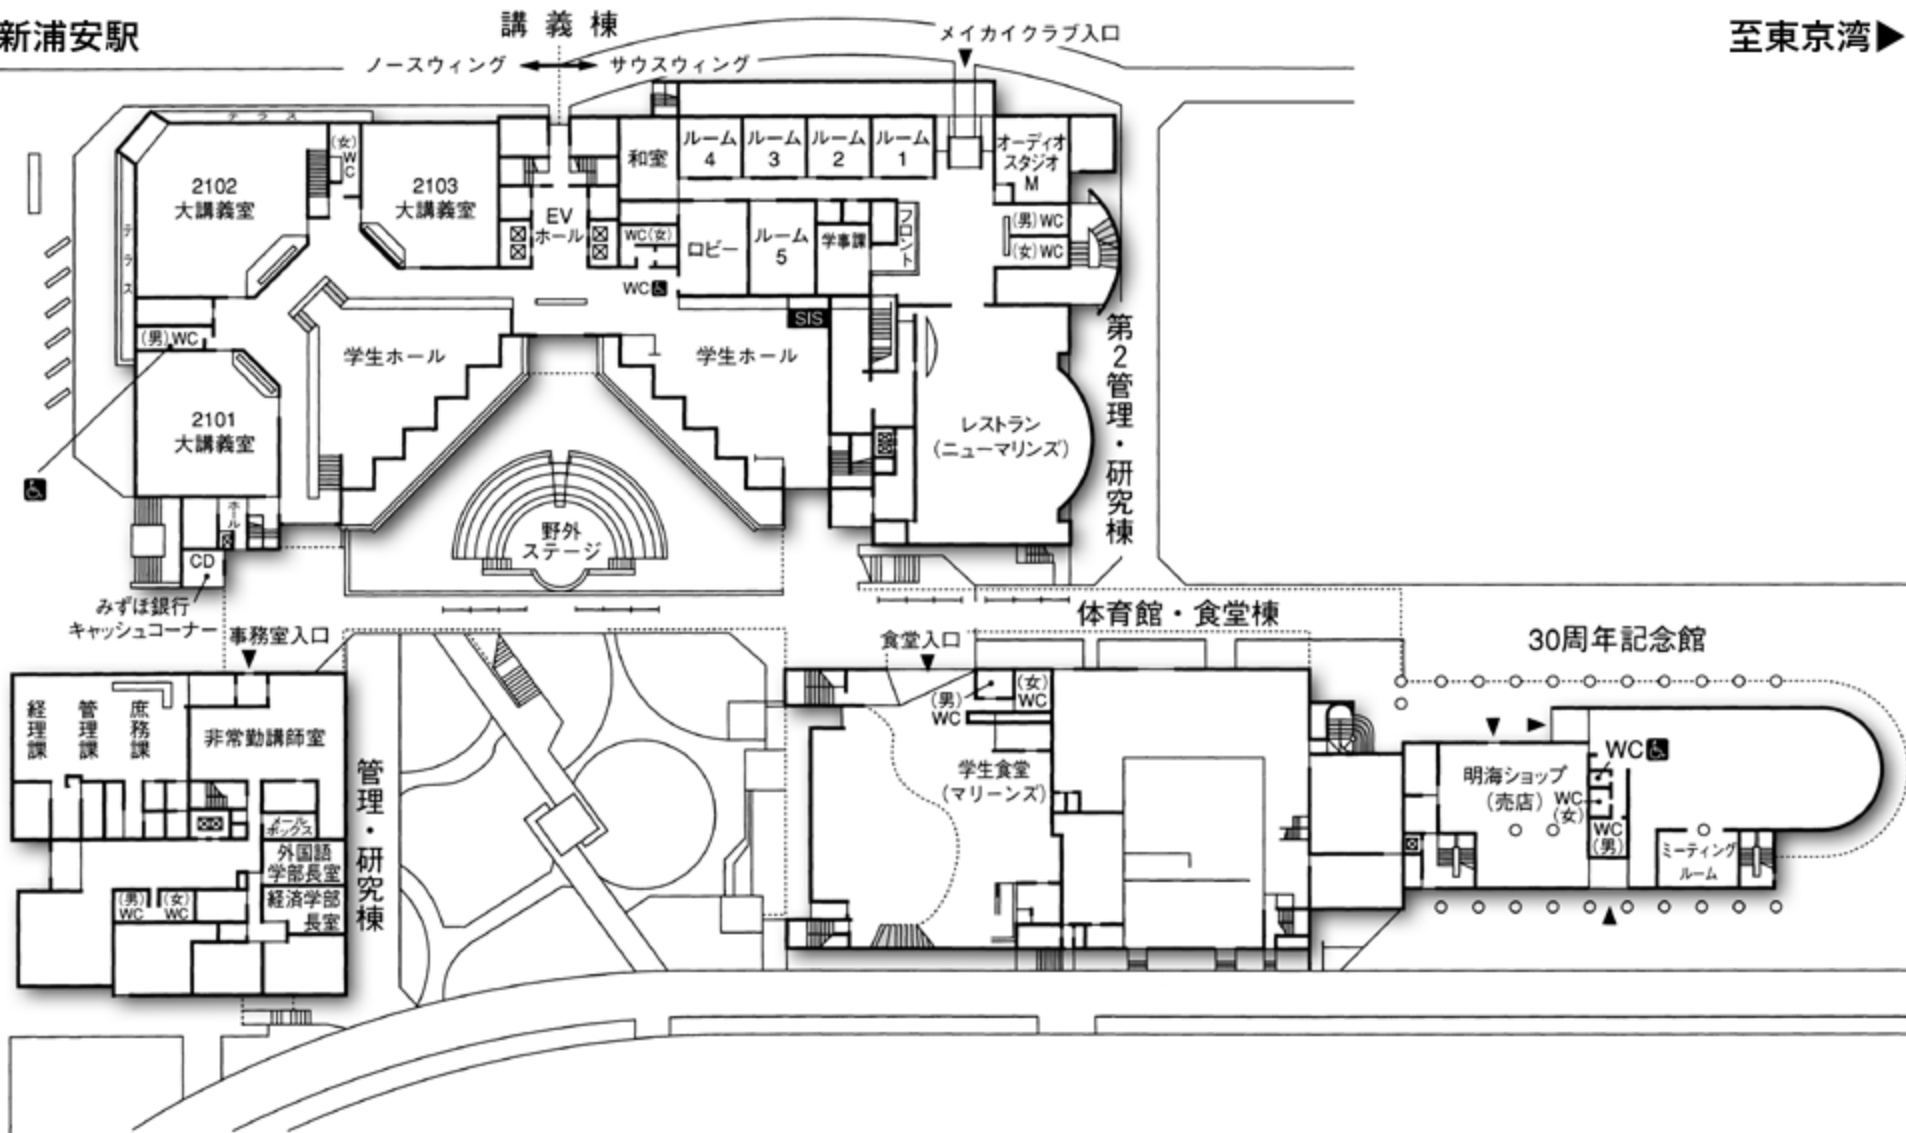 新浦安駅
講義棟
ノースウィング
サウスウィング
メイカイクラブ入口
至東京湾▶
テラス
テラス
2102
大講義室
(女)
WC
2103
大講義室
EV
ホール
和室
ルーム
4
ルーム
3
ルーム
2
ルーム
1
オーディオ
スタジオ
M
WC(女)
WC
ロビー
ルーム
5
学事課
フロント
(男)WC
(女)WC
(男)WC
学生ホール
学生ホール
SIS
2101
大講義室
レストラン
(ニューマリンズ)
第2管理・研究棟
野外
ステージ
ホール
CD
みずほ銀行
キャッシュコーナー
事務室入口
食堂入口
体育館・食堂棟
30周年記念館
経理課
管理課
庶務課
非常勤講師室
メール
ボックス
外国語
学部長室
経済学部
長室
(男)
WC
(女)
WC
管理・研究棟
(男)
WC
(女)
WC
学生食堂
(マリーンズ)
明海ショップ
(売店)
WC
WC
(女)
WC
(男)
ミーティング
ルーム